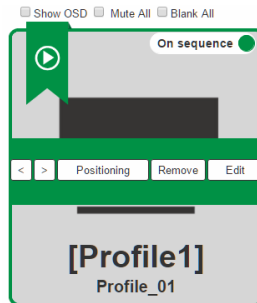 Show OSD Mute All Blank All
On sequence
< > Positioning Remove Edit
[Profile1]
Profile_01